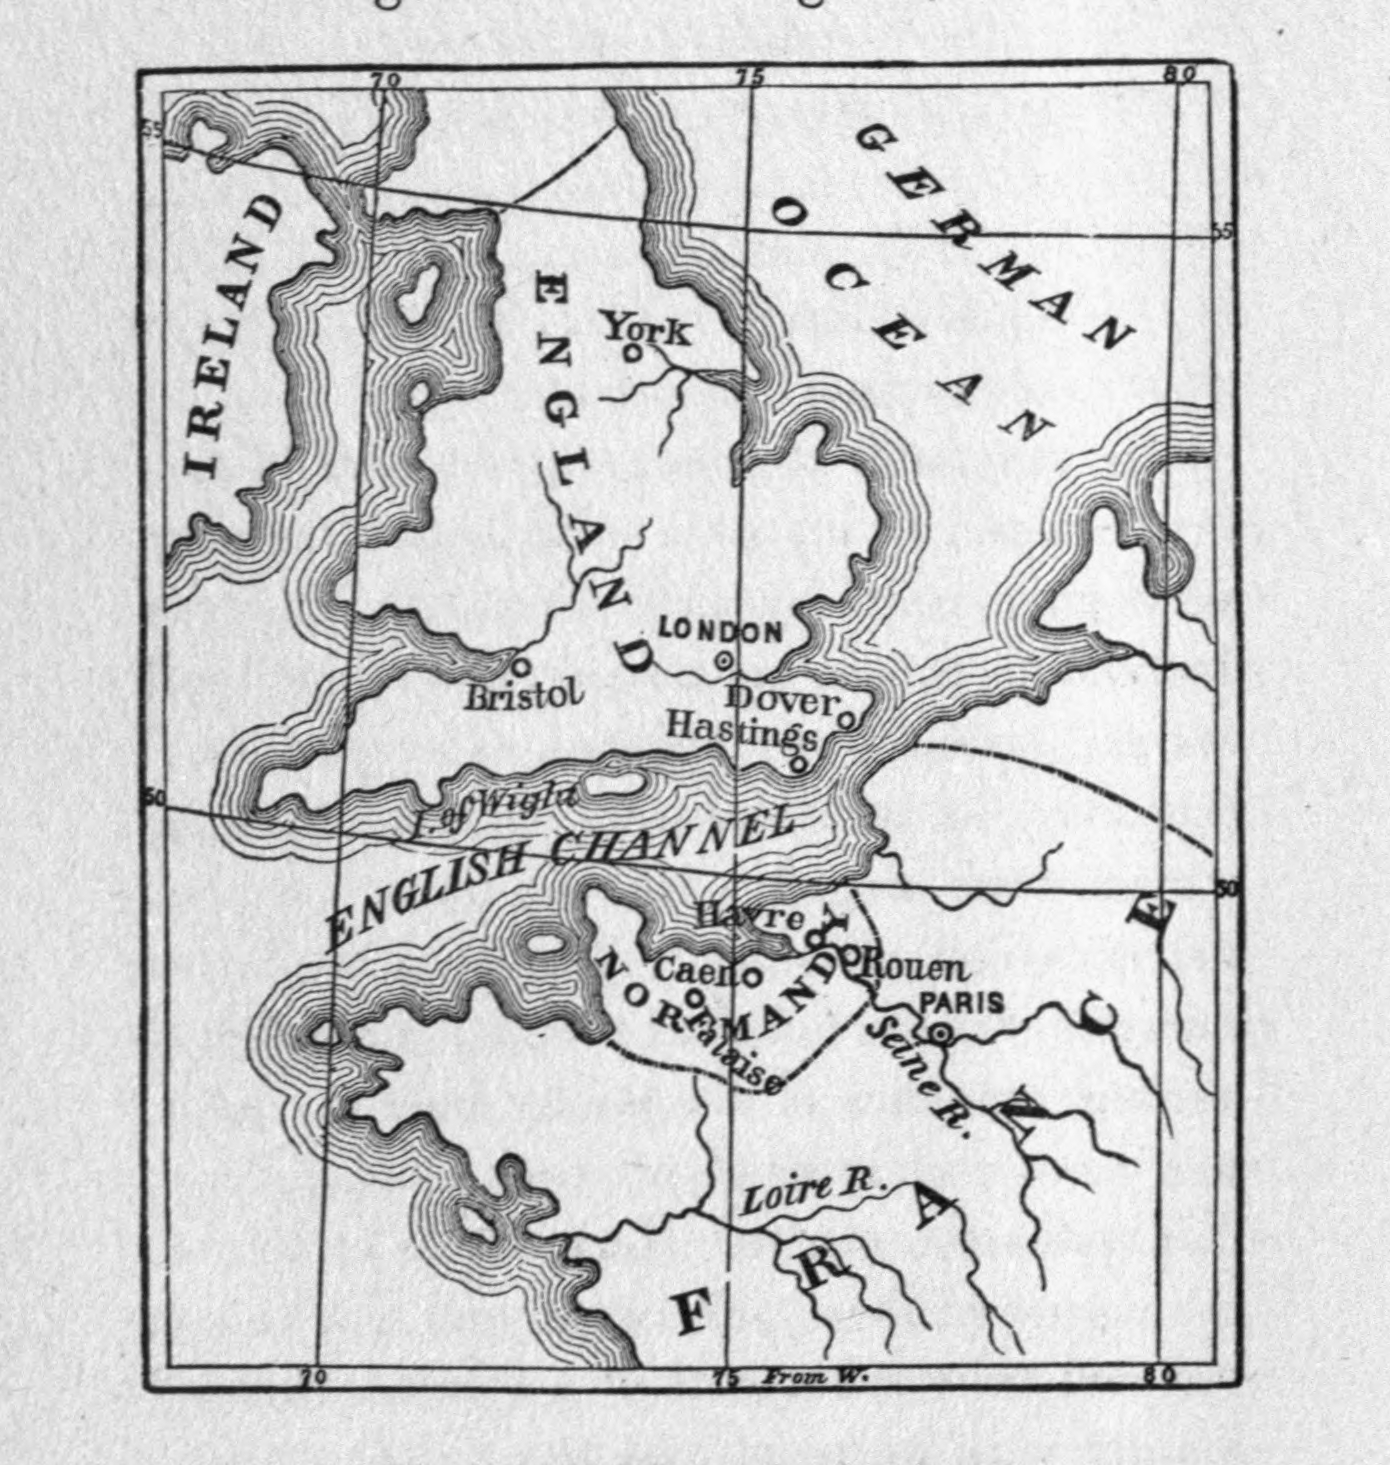 70 75 80
55
GERMAN
OCEAN
55
IRELAND
ENGLAND
York
LONDON
Bristol
Dover
Hastings
50
I. of Wight
ENGLISH CHANNEL
50
Havre
Caen
Rouen
NORMANDY
PARIS
Falaise
Seine R.
Loire R.
FRANCE
70 75 From W. 80